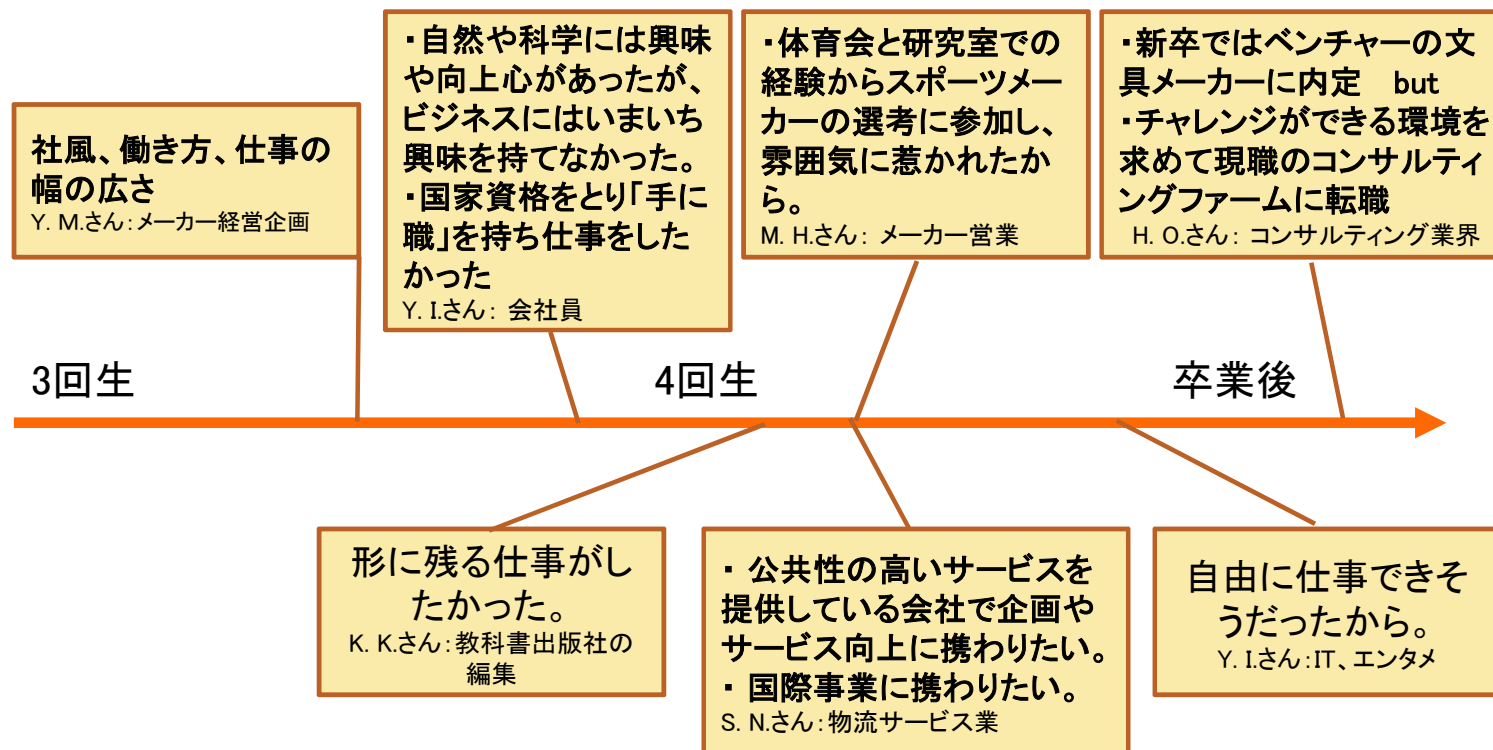 社風、働き方、仕事の
幅の広さ
Y. M.さん：メーカー経営企画
・自然や科学には興味
や向上心があったが、
ビジネスにはいまいち
興味を持てなかった。
・国家資格をとり「手に
職」を持ち仕事をした
かった
Y. I.さん： 会社員
・体育会と研究室での
経験からスポーツメー
カーの選考に参加し、
雰囲気に惹かれたか
ら。
M. H.さん： メーカー営業
・新卒ではベンチャーの文
具メーカーに内定　but
・チャレンジができる環境を
求めて現職のコンサルティ
ングファームに転職
H. O.さん： コンサルティング業界
3回生
4回生
卒業後
形に残る仕事がし
たかった。
K. K.さん：教科書出版社の
編集
・ 公共性の高いサービスを
提供している会社で企画や
サービス向上に携わりたい。
・ 国際事業に携わりたい。
S. N.さん：物流サービス業
自由に仕事できそ
うだったから。
Y. I.さん：IT、エンタメ